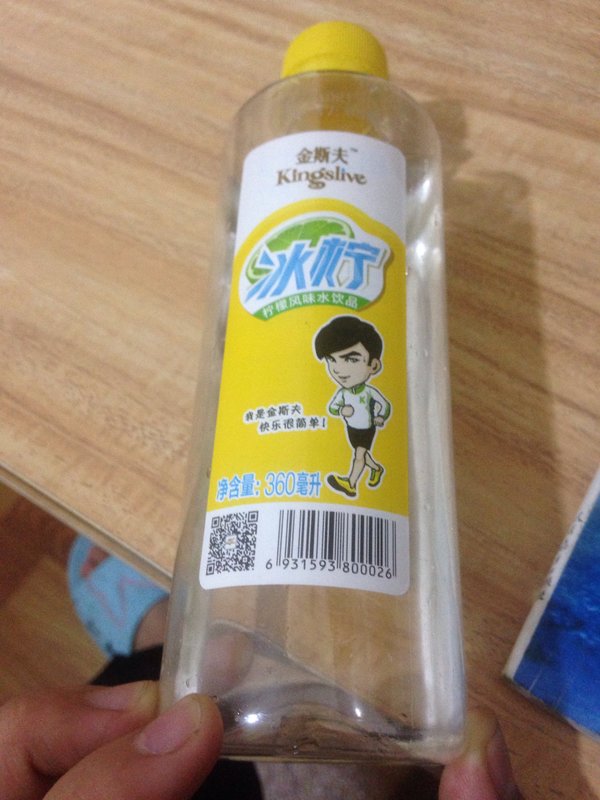 金斯夫™
Kingslive
冰柠
柠檬风味水饮品
我是金斯夫
快乐很简单!
净含量: 360毫升
6 931593 800026